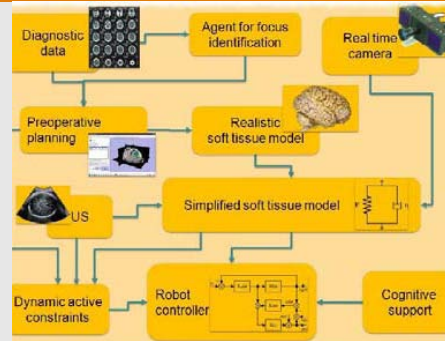 Diagnostic
data
Agent for focus
identification
Real time
camera
Preoperative
planning
Realistic
soft tissue model
US
Simplified soft tissue model
Dynamic active
constraints
Robot
controller
Cognitive
support